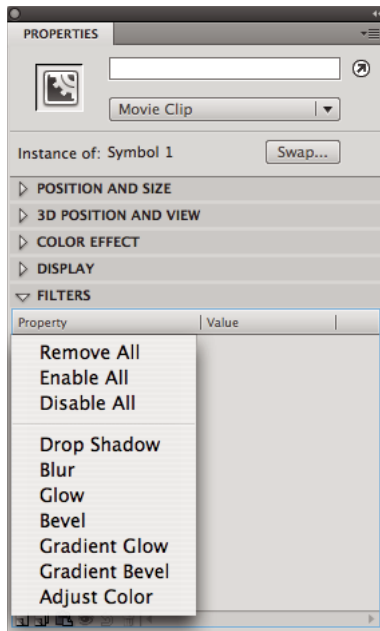 PROPERTIES
Movie Clip
Instance of: Symbol 1 Swap...
POSITION AND SIZE
3D POSITION AND VIEW
COLOR EFFECT
DISPLAY
FILTERS
Property Value
Remove All
Enable All
Disable All
Drop Shadow
Blur
Glow
Bevel
Gradient Glow
Gradient Bevel
Adjust Color